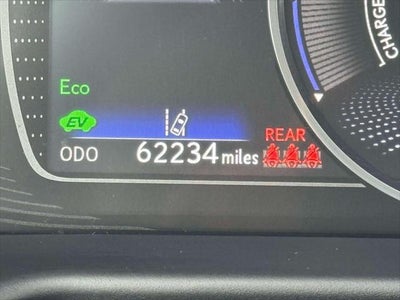 CHARGE
Eco
EV
REAR
ODO 62234 miles